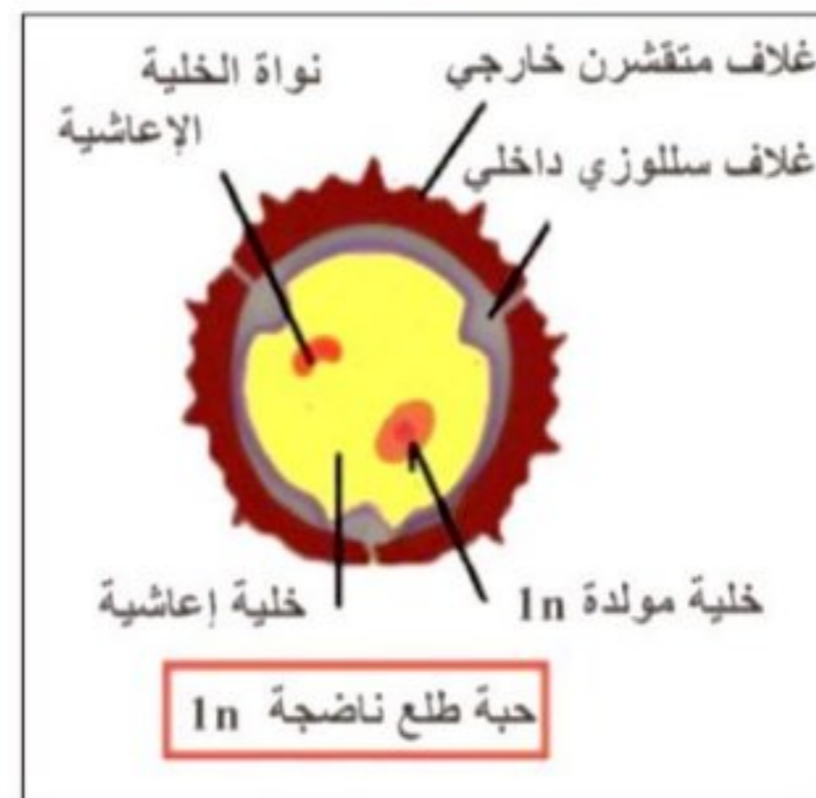 غلاف متقشرن خارجي
نواة الخلية
الإعاشية
غلاف سللوزي داخلي
خلية مولدة 1n
خلية إعاشية
حبة طلع ناضجة 1n